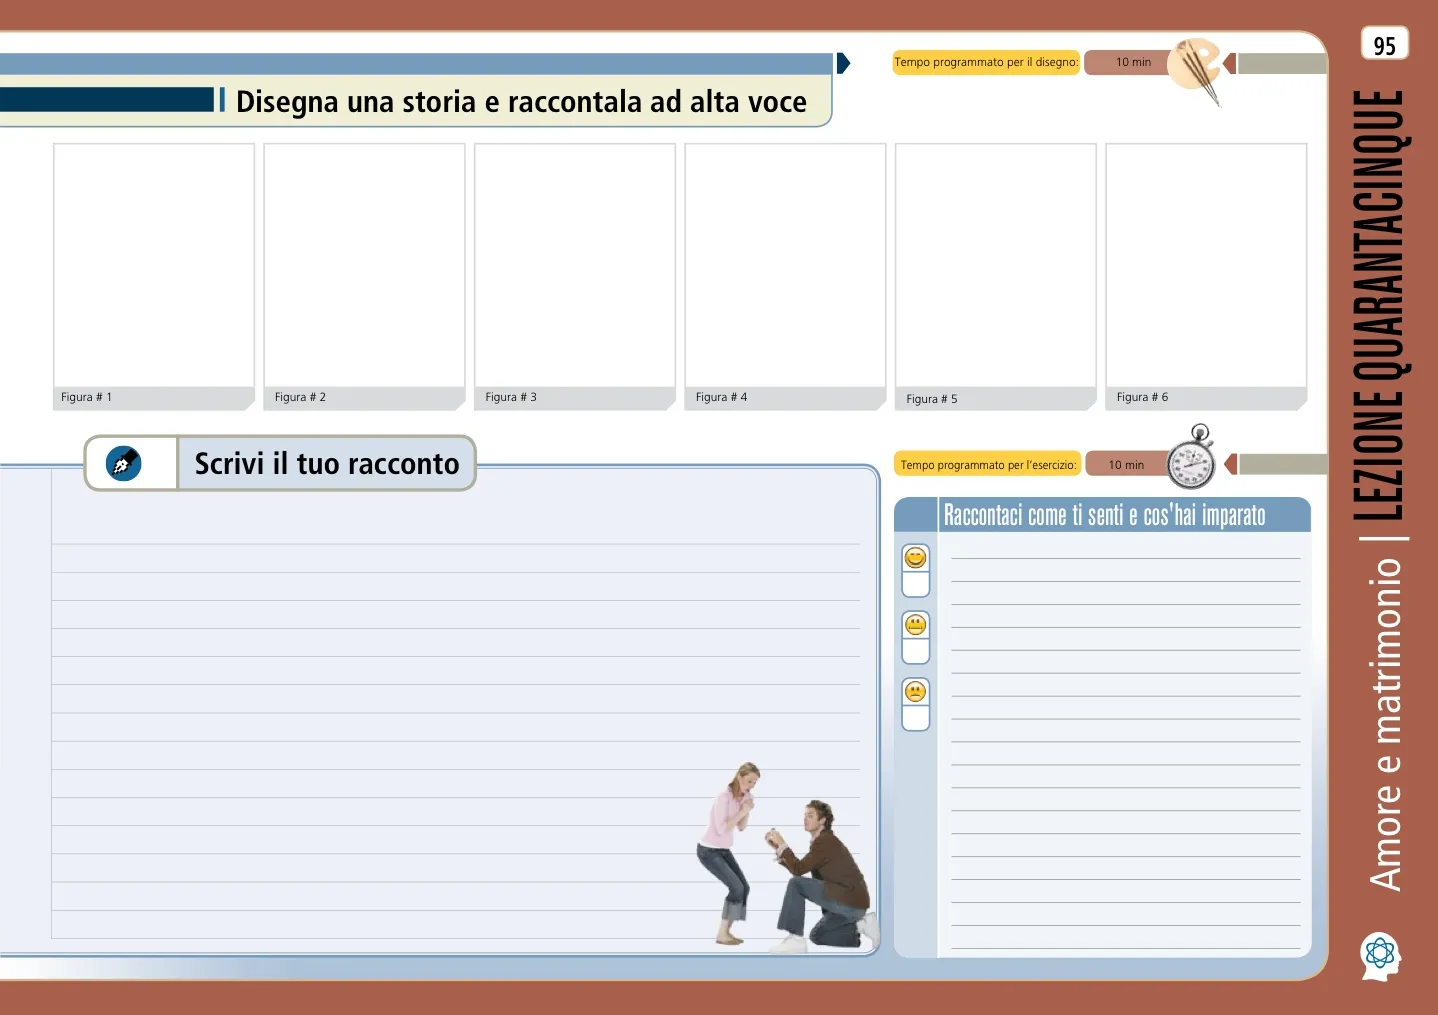 95
Tempo programmato per il disegno:
10 min
Disegna una storia e raccontala ad alta voce
Figura # 1
Figura # 2
Figura # 3
Figura # 4
Figura # 5
Figura # 6
Scrivi il tuo racconto
Tempo programmato per l'esercizio:
10 min
Raccontaci come ti senti e cos'hai imparato
Amore e matrimonio | LEZIONE QUARANTACINQUE